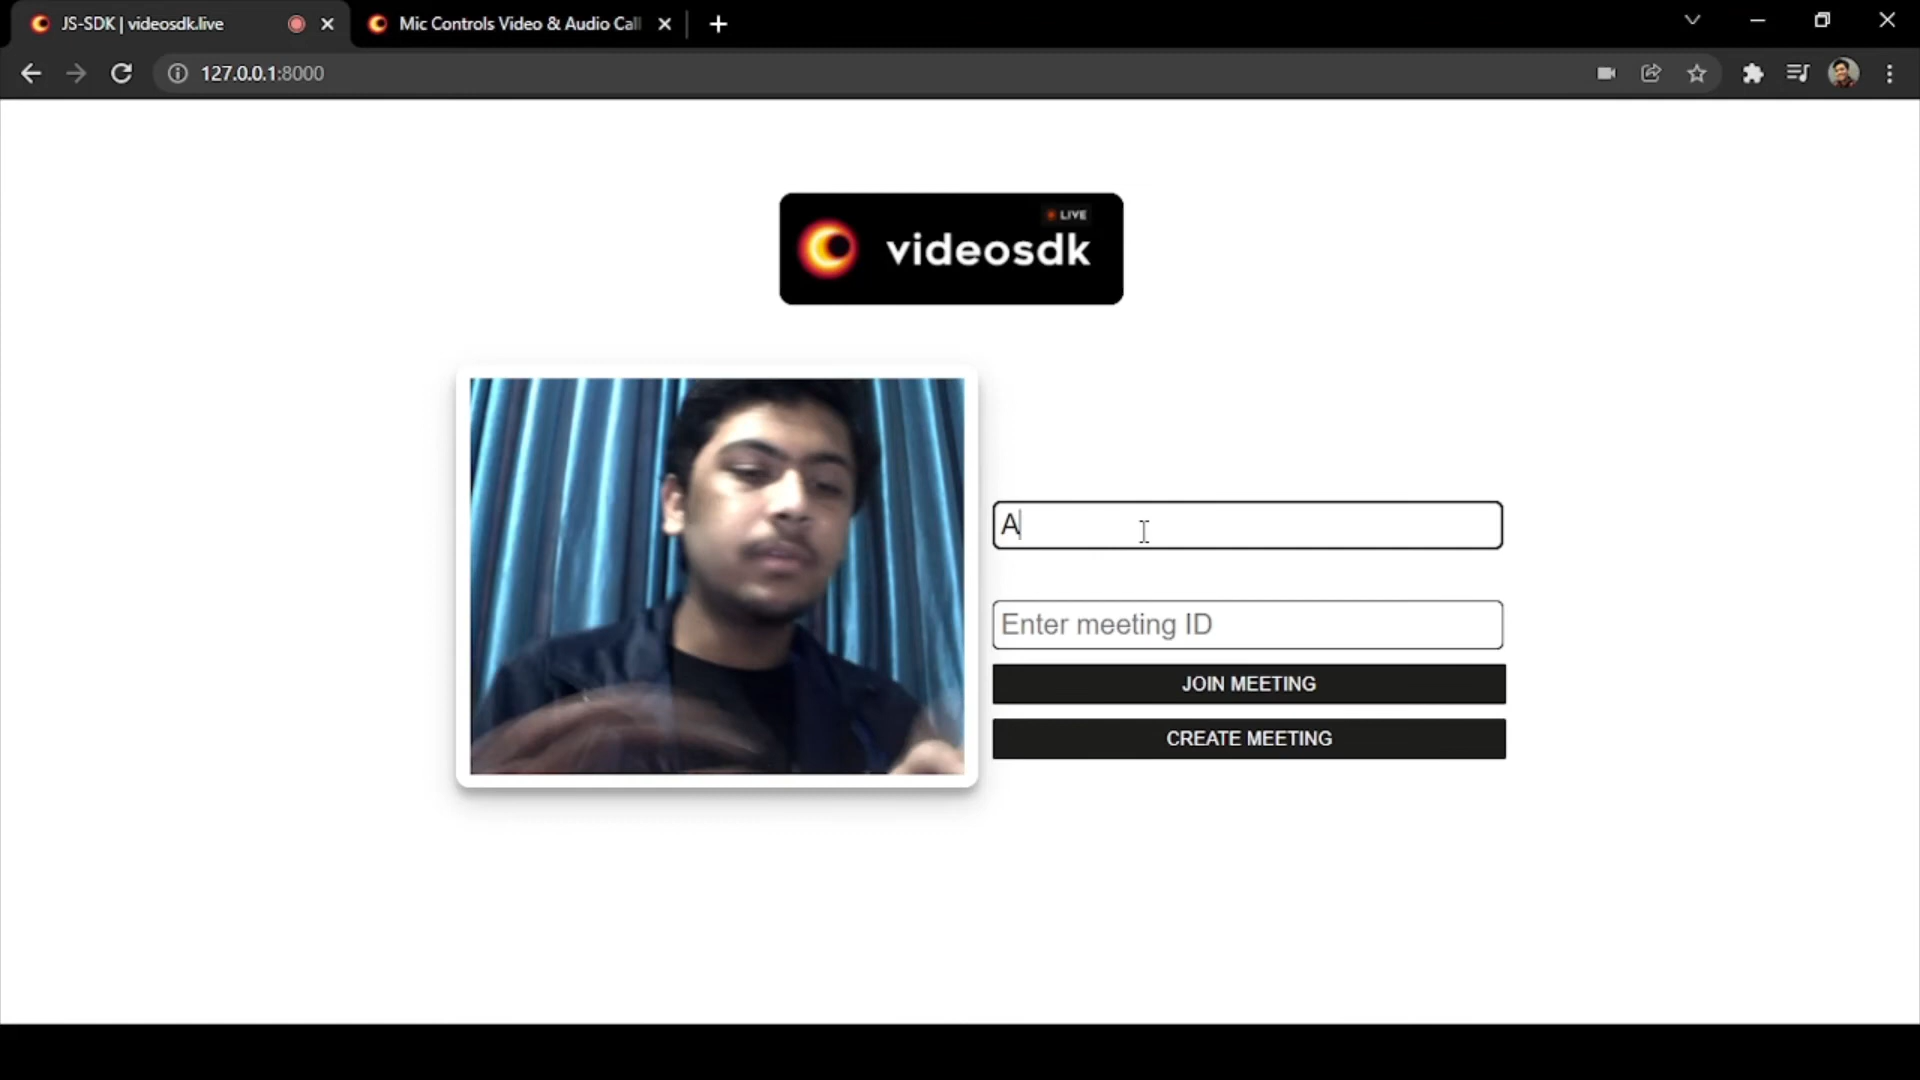 JS-SDK | videosdk.live
Mic Controls Video & Audio Call
127.0.0.1:8000
LIVE
videosdk
A
Enter meeting ID
JOIN MEETING
CREATE MEETING